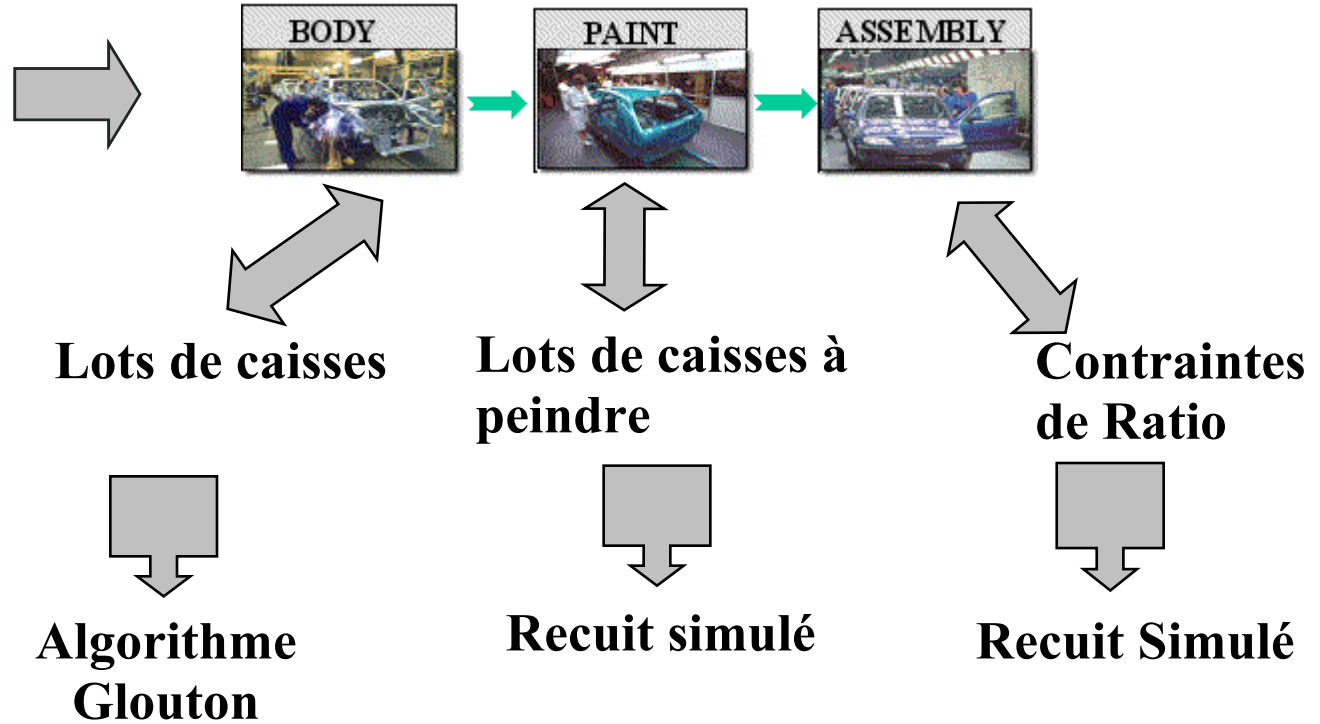 BODY
PAINT
ASSEMBLY
Lots de caisses
Lots de caisses à
peindre
Contraintes
de Ratio
Algorithme
Glouton
Recuit simulé
Recuit Simulé